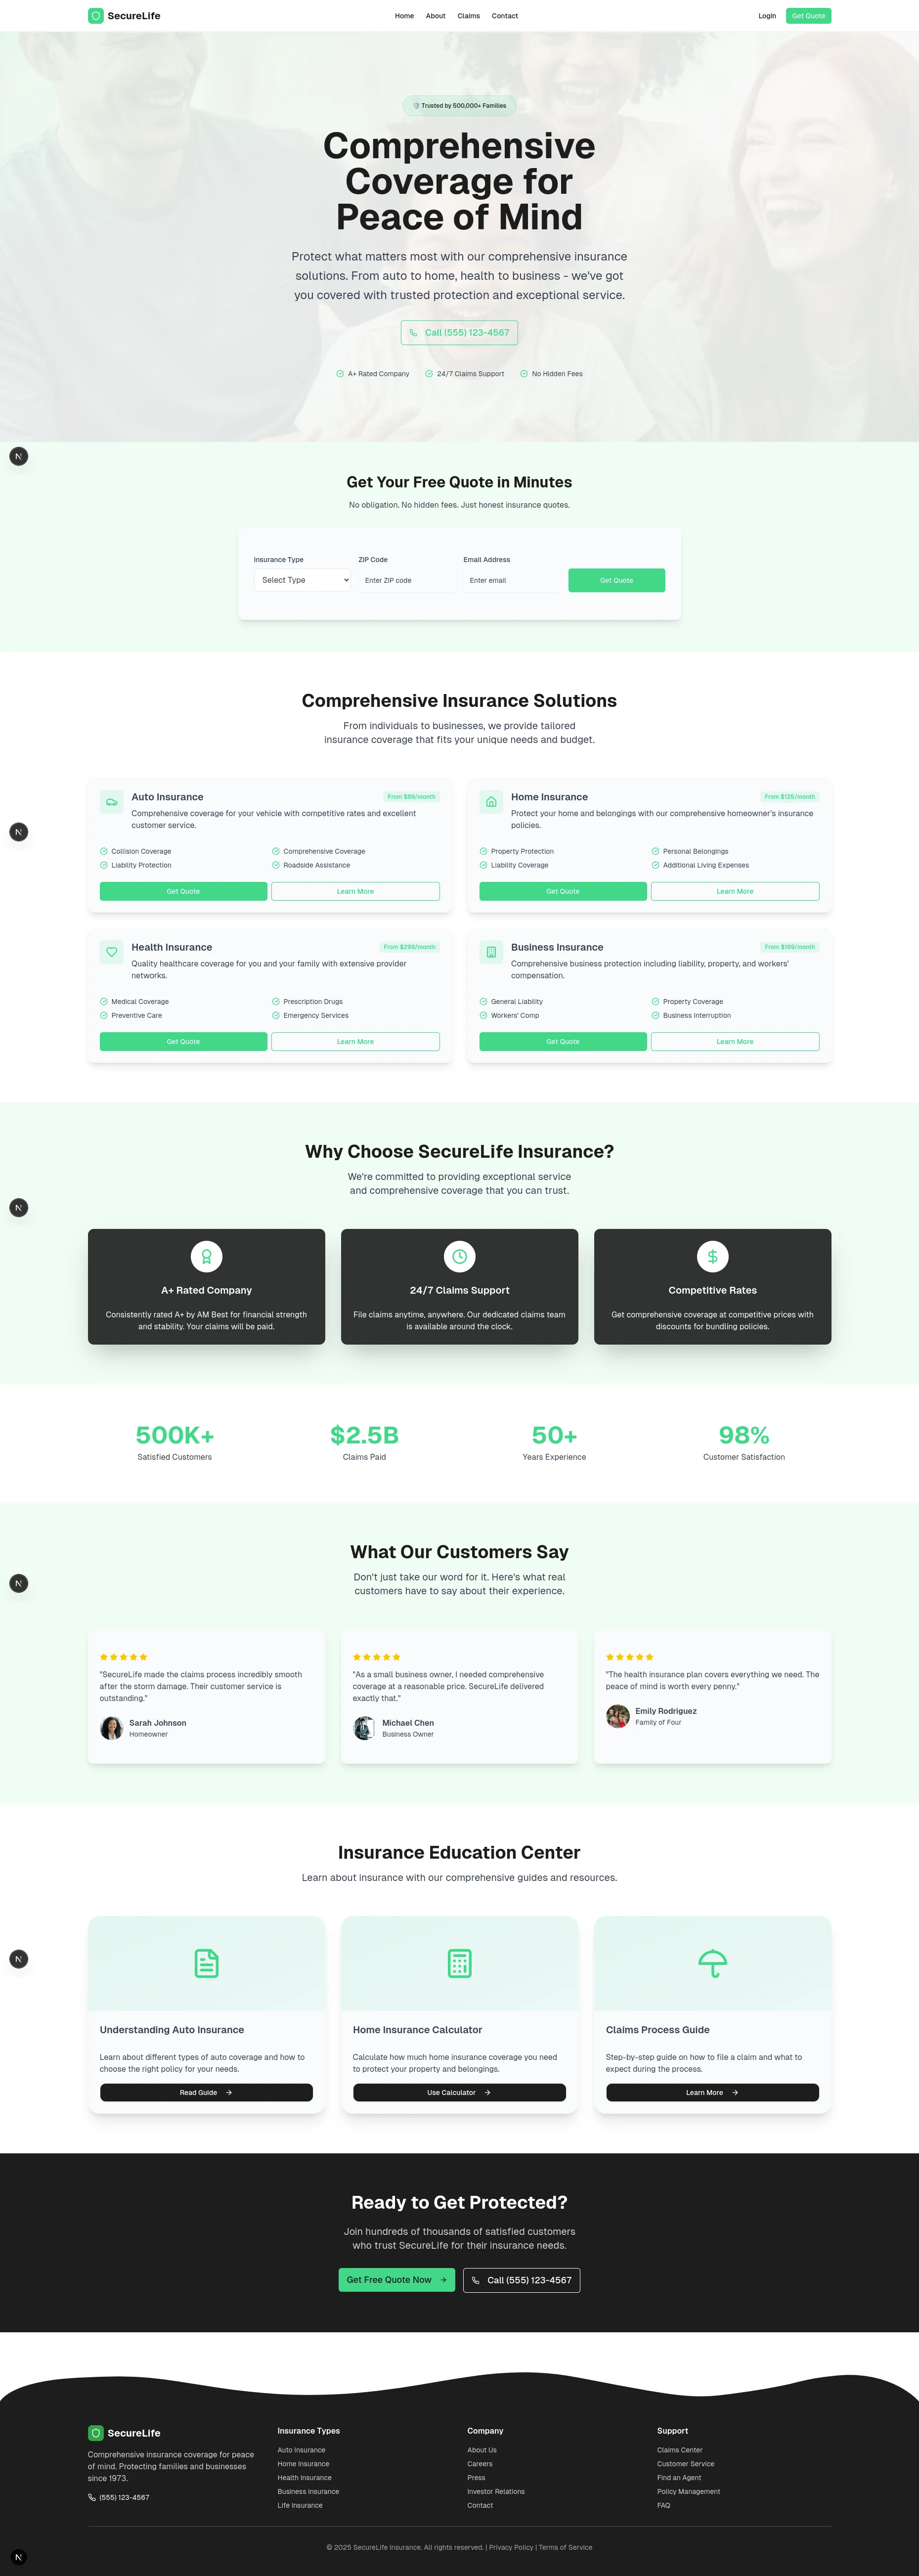 SecureLife
Home
About
Claims
Contact
Login
Get Quote
Trusted by 500,000+ Families
Comprehensive
Coverage for
Peace of Mind
Protect what matters most with our comprehensive insurance
solutions. From auto to home, health to business - we've got
you covered with trusted protection and exceptional service.
Call (555) 123-4567
A+ Rated Company
24/7 Claims Support
No Hidden Fees
N
Get Your Free Quote in Minutes
No obligation. No hidden fees. Just honest insurance quotes.
Insurance Type
ZIP Code
Email Address
Select Type
Enter ZIP code
Enter email
Get Quote
Comprehensive Insurance Solutions
From individuals to businesses, we provide tailored
insurance coverage that fits your unique needs and budget.
Auto Insurance
From $89/month
Comprehensive coverage for your vehicle with competitive rates and excellent
customer service.
Collision Coverage
Comprehensive Coverage
Liability Protection
Roadside Assistance
Get Quote
Learn More
Home Insurance
From $125/month
Protect your home and belongings with our comprehensive homeowner's insurance
policies.
Property Protection
Personal Belongings
Liability Coverage
Additional Living Expenses
Get Quote
Learn More
N
Health Insurance
From $299/month
Quality healthcare coverage for you and your family with extensive provider
networks.
Medical Coverage
Prescription Drugs
Preventive Care
Emergency Services
Get Quote
Learn More
Business Insurance
From $199/month
Comprehensive business protection including liability, property, and workers'
compensation.
General Liability
Property Coverage
Workers' Comp
Business Interruption
Get Quote
Learn More
Why Choose SecureLife Insurance?
We're committed to providing exceptional service
and comprehensive coverage that you can trust.
N
A+ Rated Company
Consistently rated A+ by AM Best for financial strength
and stability. Your claims will be paid.
24/7 Claims Support
File claims anytime, anywhere. Our dedicated claims team
is available around the clock.
Competitive Rates
Get comprehensive coverage at competitive prices with
discounts for bundling policies.
500K+
Satisfied Customers
$2.5B
Claims Paid
50+
Years Experience
98%
Customer Satisfaction
What Our Customers Say
Don't just take our word for it. Here's what real
customers have to say about their experience.
N
"SecureLife made the claims process incredibly smooth
after the storm damage. Their customer service is
outstanding."
Sarah Johnson
Homeowner
"As a small business owner, I needed comprehensive
coverage at a reasonable price. SecureLife delivered
exactly that."
Michael Chen
Business Owner
"The health insurance plan covers everything we need. The
peace of mind is worth every penny."
Emily Rodriguez
Family of Four
Insurance Education Center
Learn about insurance with our comprehensive guides and resources.
N
Understanding Auto Insurance
Learn about different types of auto coverage and how to
choose the right policy for your needs.
Read Guide
Home Insurance Calculator
Calculate how much home insurance coverage you need
to protect your property and belongings.
Use Calculator
Claims Process Guide
Step-by-step guide on how to file a claim and what to
expect during the process.
Learn More
Ready to Get Protected?
Join hundreds of thousands of satisfied customers
who trust SecureLife for their insurance needs.
Get Free Quote Now
Call (555) 123-4567
SecureLife
Comprehensive insurance coverage for peace
of mind. Protecting families and businesses
since 1973.
(555) 123-4567
Insurance Types
Auto Insurance
Home Insurance
Health Insurance
Business Insurance
Life Insurance
Company
About Us
Careers
Press
Investor Relations
Contact
Support
Claims Center
Customer Service
Find an Agent
Policy Management
FAQ
© 2025 SecureLife Insurance. All rights reserved. | Privacy Policy | Terms of Service
N